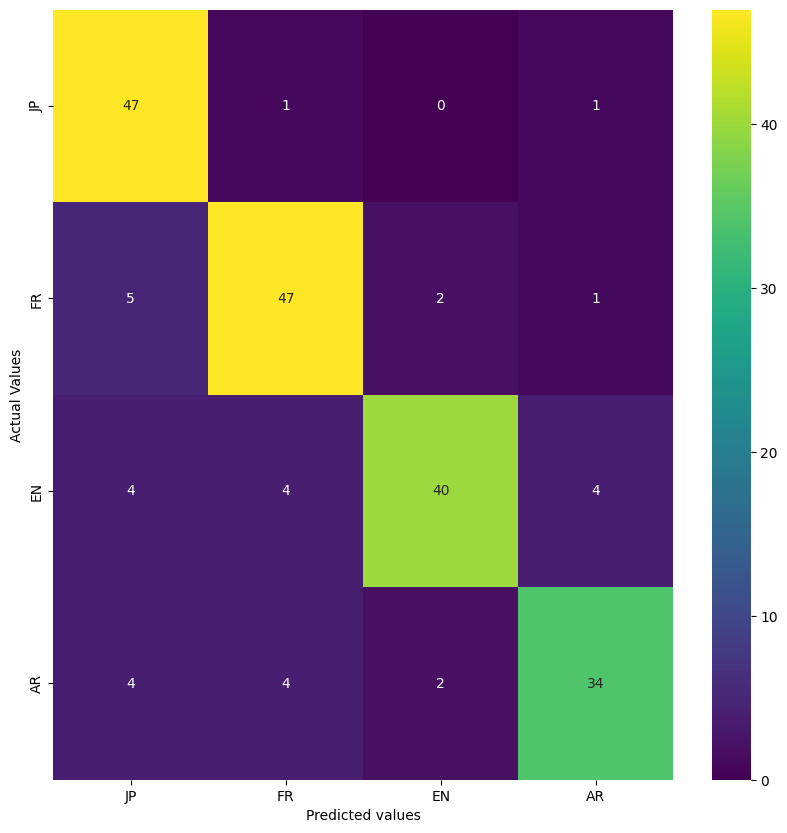 JP 47 1 0 1
FR 5 47 2 1
EN 4 4 40 4
AR 4 4 2 34
JP FR EN AR
Predicted values
Actual Values
40
30
20
10
0